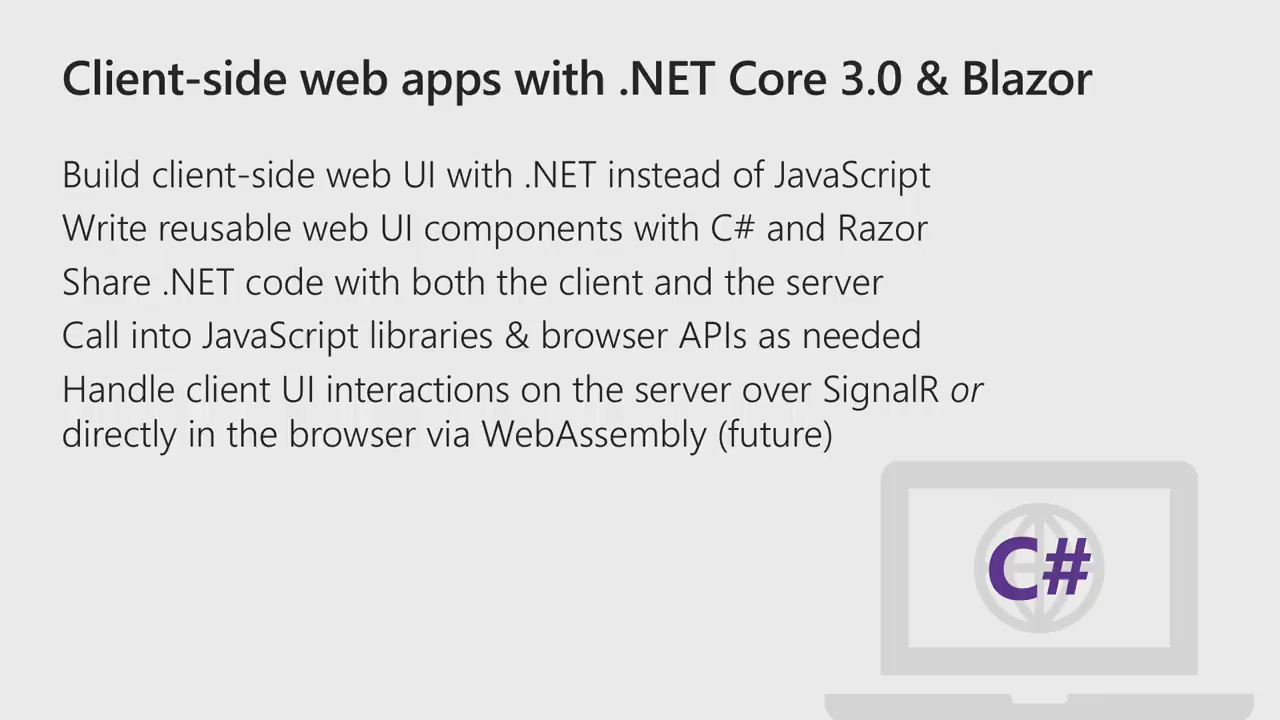 Client-side web apps with .NET Core 3.0 & Blazor
Build client-side web UI with .NET instead of JavaScript
Write reusable web UI components with C# and Razor
Share .NET code with both the client and the server
Call into JavaScript libraries & browser APIs as needed
Handle client UI interactions on the server over SignalR or
directly in the browser via WebAssembly (future)
C#